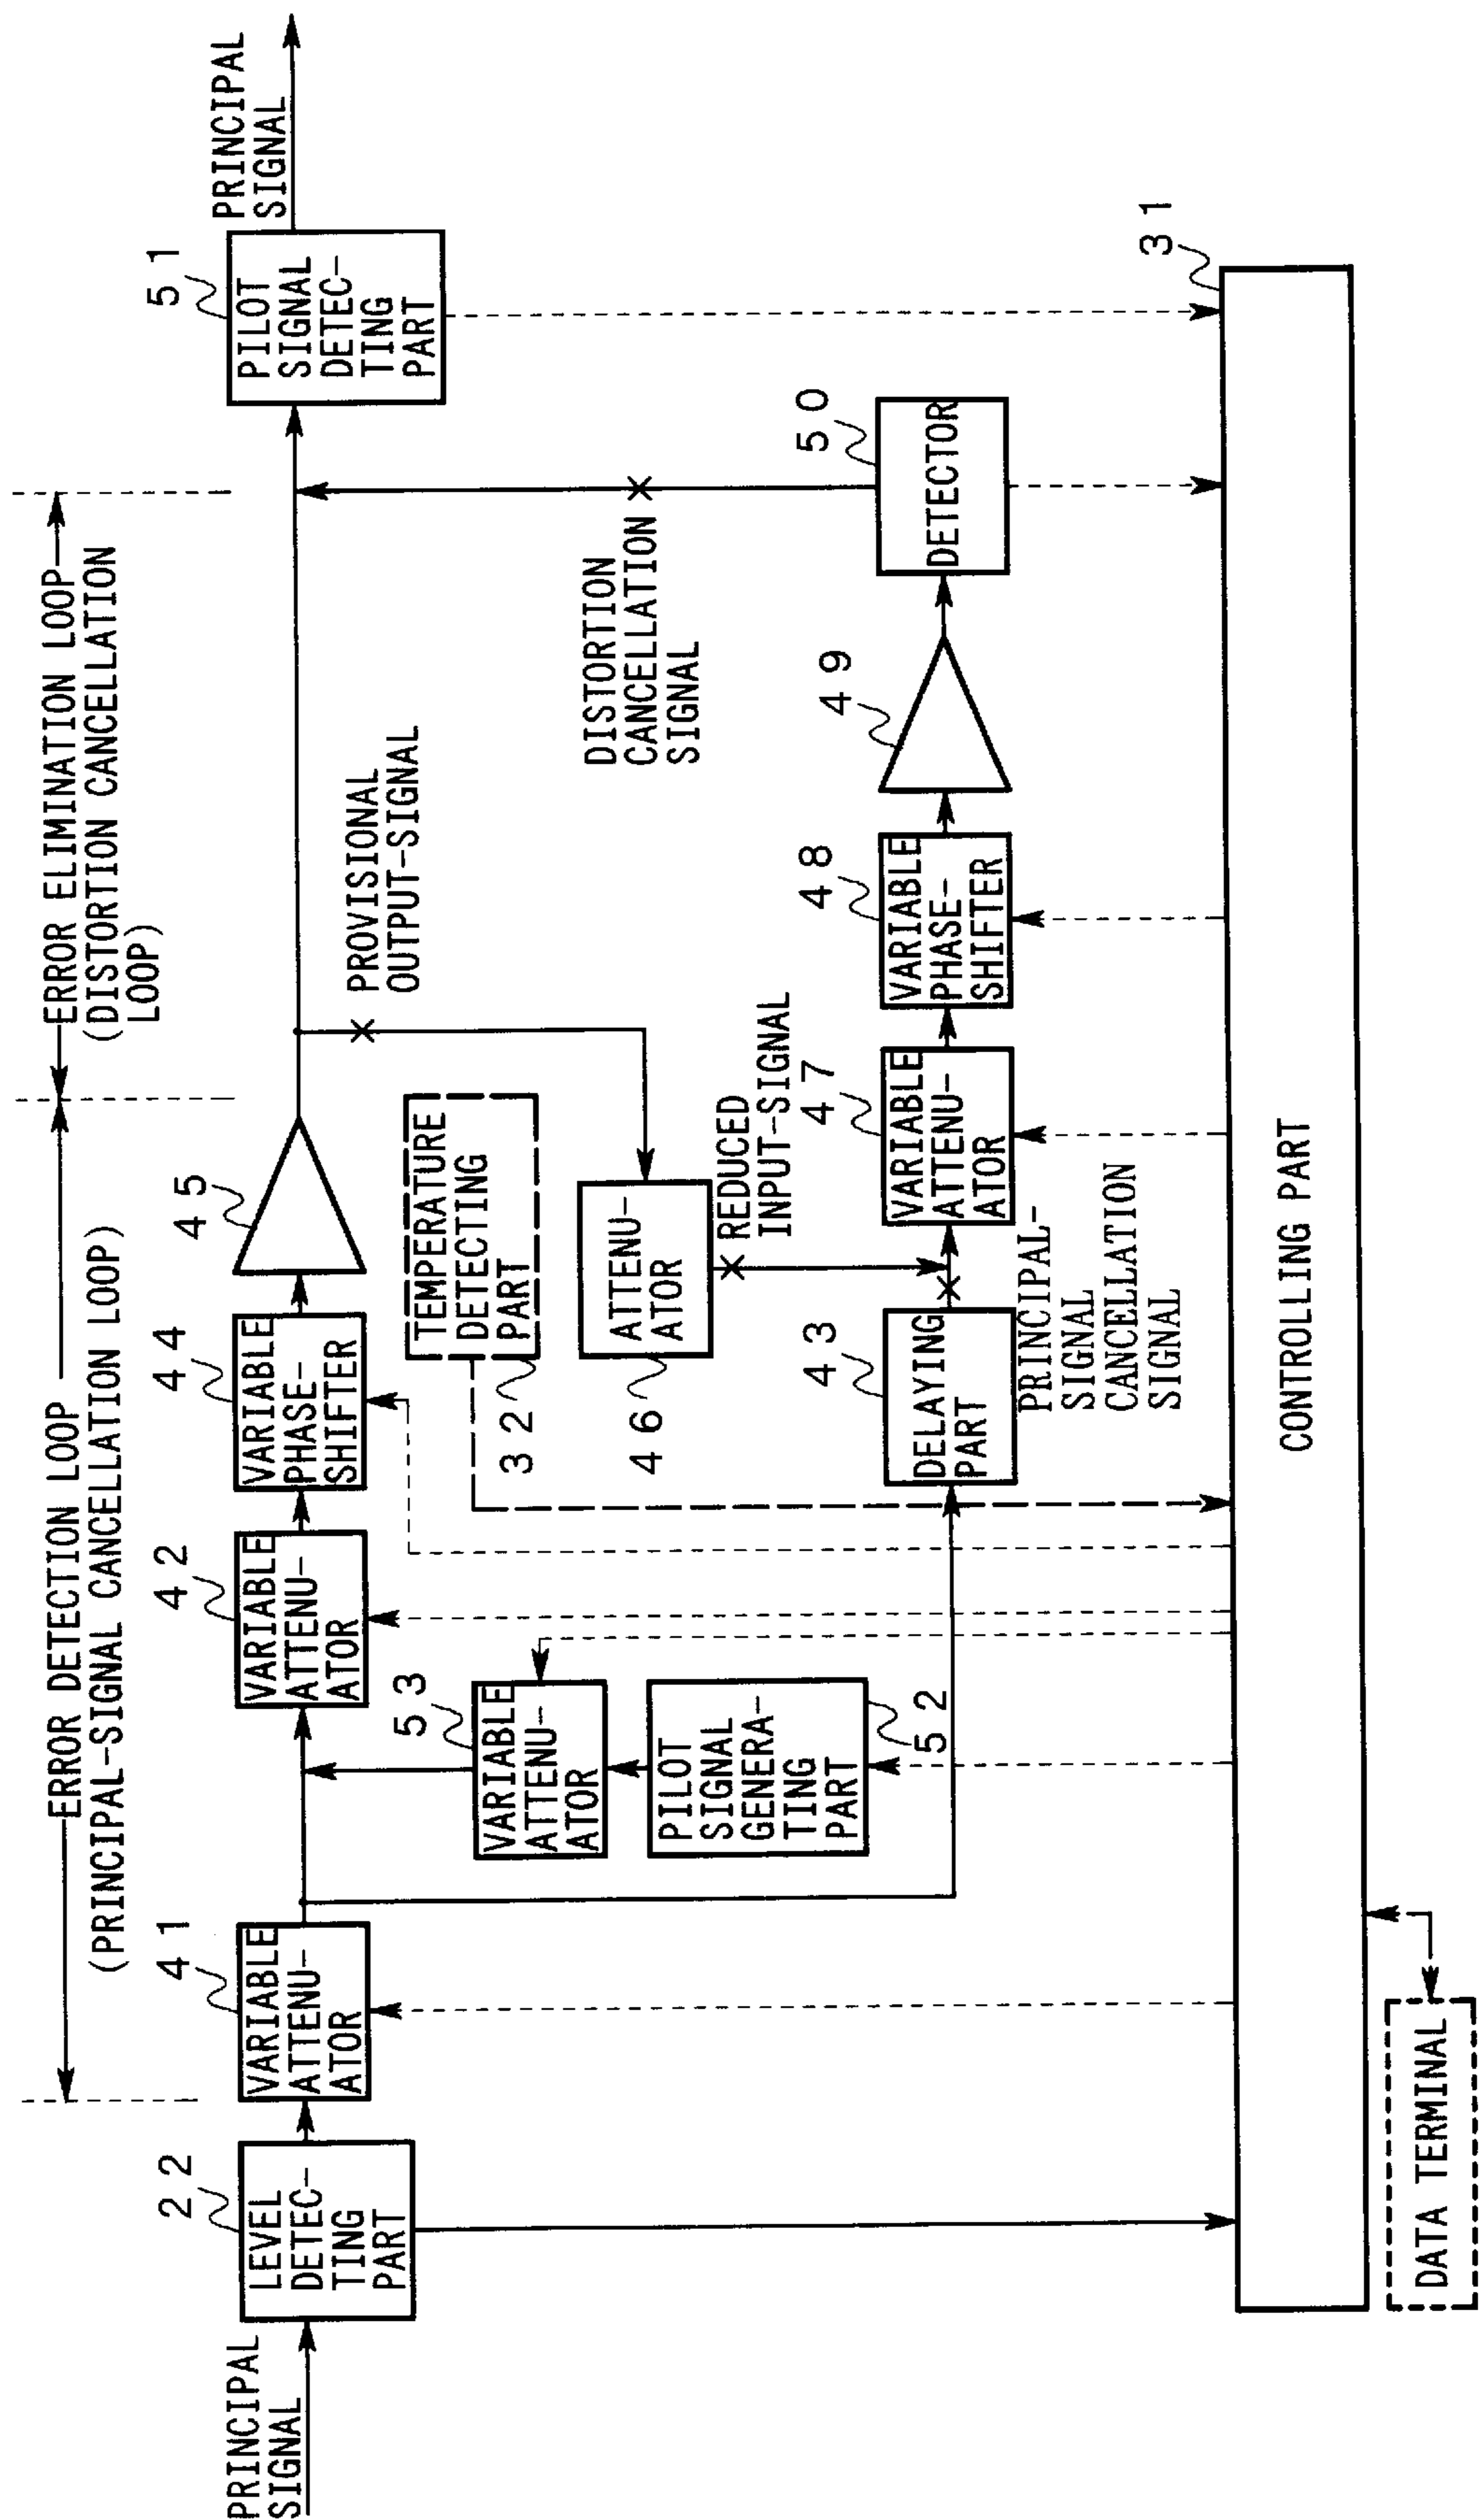 ERROR DETECTION LOOP
(PRINCIPAL-SIGNAL CANCELLATION LOOP)
ERROR ELIMINATION LOOP
(DISTORTION CANCELLATION
LOOP)
PRINCIPAL
SIGNAL
22
LEVEL
DETEC-
TING
PART
41
VARIABLE
ATTENU-
ATOR
42
VARIABLE
ATTENU-
ATOR
44
VARIABLE
PHASE-
SHIFTER
45
PROVISIONAL
OUTPUT-SIGNAL
51
PILOT
SIGNAL
DETEC-
TING
PART
PRINCIPAL
SIGNAL
53
VARIABLE
ATTENU-
ATOR
PILOT
SIGNAL
GENERA-
TING
PART
52
TEMPERATURE
DETECTING
PART
32
ATTENU-
ATOR
46
REDUCED
INPUT-SIGNAL
DISTORTION
CANCELLATION
SIGNAL
43
DELAYING
PART
PRINCIPAL-
SIGNAL
CANCELLATION
SIGNAL
47
VARIABLE
ATTENU-
ATOR
48
VARIABLE
PHASE-
SHIFTER
49
50
DETECTOR
31
CONTROLLING PART
DATA TERMINAL